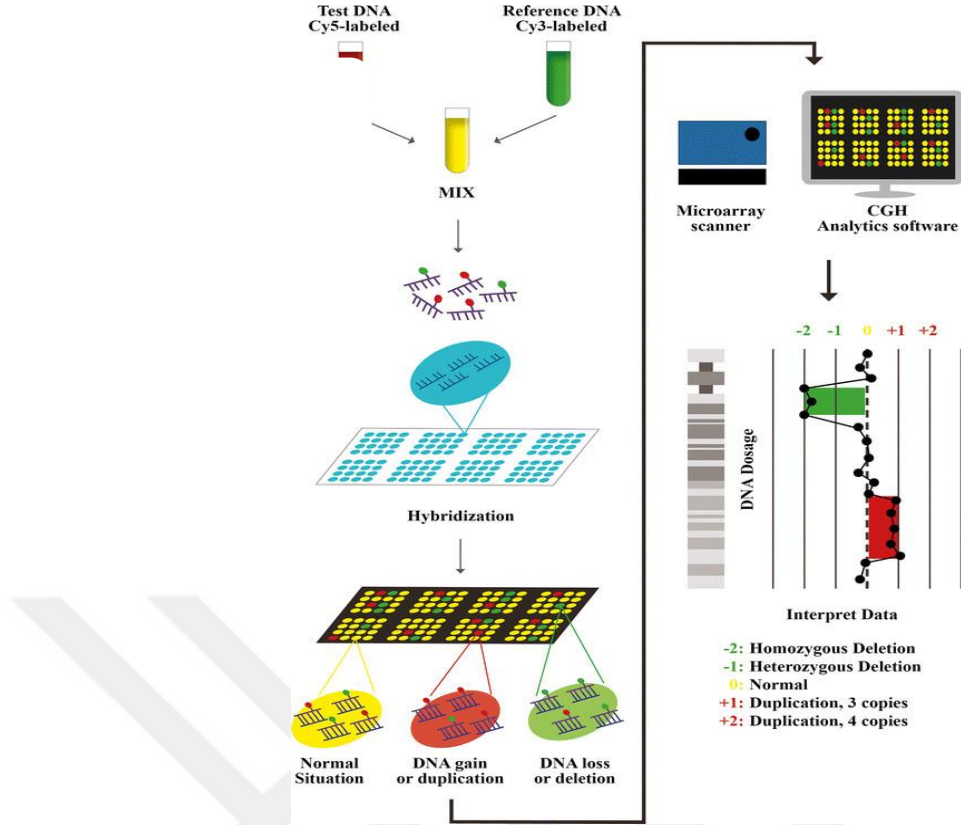 Test DNA
Cy5-labeled
Reference DNA
Cy3-labeled
MIX
Hybridization
Normal
Situation
DNA gain
or duplication
DNA loss
or deletion
Microarray
scanner
CGH
Analytics software
-2 -1 0 +1 +2
DNA Dosage
Interpret Data
-2: Homozygous Deletion
-1: Heterozygous Deletion
0: Normal
+1: Duplication, 3 copies
+2: Duplication, 4 copies